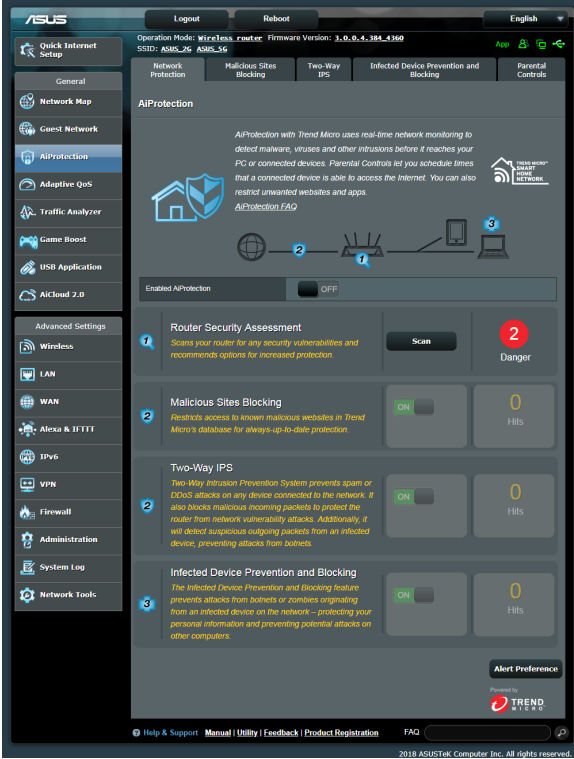 ASUS
Logout
Reboot
English
Quick Internet
Setup
Operation Mode: Wireless router Firmware Version: 3.0.0.4.384_4360
SSID: ASUS_2G ASUS_5G
App
General
Network Map
Guest Network
AiProtection
Adaptive QoS
Traffic Analyzer
Game Boost
USB Application
AiCloud 2.0
Advanced Settings
Wireless
LAN
WAN
Alexa & IFTTT
IPv6
VPN
Firewall
Administration
System Log
Network Tools
Network
Protection
Malicious Sites
Blocking
Two-Way
IPS
Infected Device Prevention and
Blocking
Parental
Controls
AiProtection
AiProtection with Trend Micro uses real-time network monitoring to
detect malware, viruses and other intrusions before it reaches your
PC or connected devices. Parental Controls let you schedule times
that a connected device is able to access the Internet. You can also
restrict unwanted websites and apps.
AiProtection FAQ
TREND MICRO™
SMART
HOME
NETWORK
3
2
1
Enabled AiProtection
OFF
1
Router Security Assessment
Scans your router for any security vulnerabilities and
recommends options for increased protection.
Scan
2
Danger
2
Malicious Sites Blocking
Restricts access to known malicious websites in Trend
Micro's database for always-up-to-date protection.
ON
0
Hits
2
Two-Way IPS
Two-Way Intrusion Prevention System prevents spam or
DDoS attacks on any device connected to the network. It
also blocks malicious incoming packets to protect the
router from network vulnerability attacks. Additionally, it
will detect suspicious outgoing packets from an infected
device, preventing attacks from botnets.
ON
0
Hits
3
Infected Device Prevention and Blocking
The Infected Device Prevention and Blocking feature
prevents attacks from botnets or zombies originating
from an infected device on the network – protecting your
personal information and preventing potential attacks on
other computers.
ON
0
Hits
Alert Preference
Powered by
TREND
MICRO
Help & Support Manual | Utility | Feedback | Product Registration FAQ
2018 ASUSTeK Computer Inc. All rights reserved.